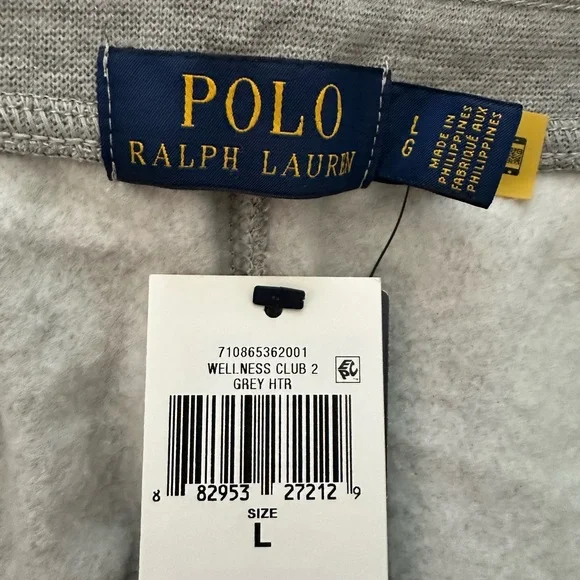 POLO
RALPH LAUREN
L
G
MADE IN
PHILIPPINES
FABRIQUÉ AUX
PHILIPPINES
710865362001
WELLNESS CLUB 2
GREY HTR
EPC
8 82953 27212 9
SIZE
L